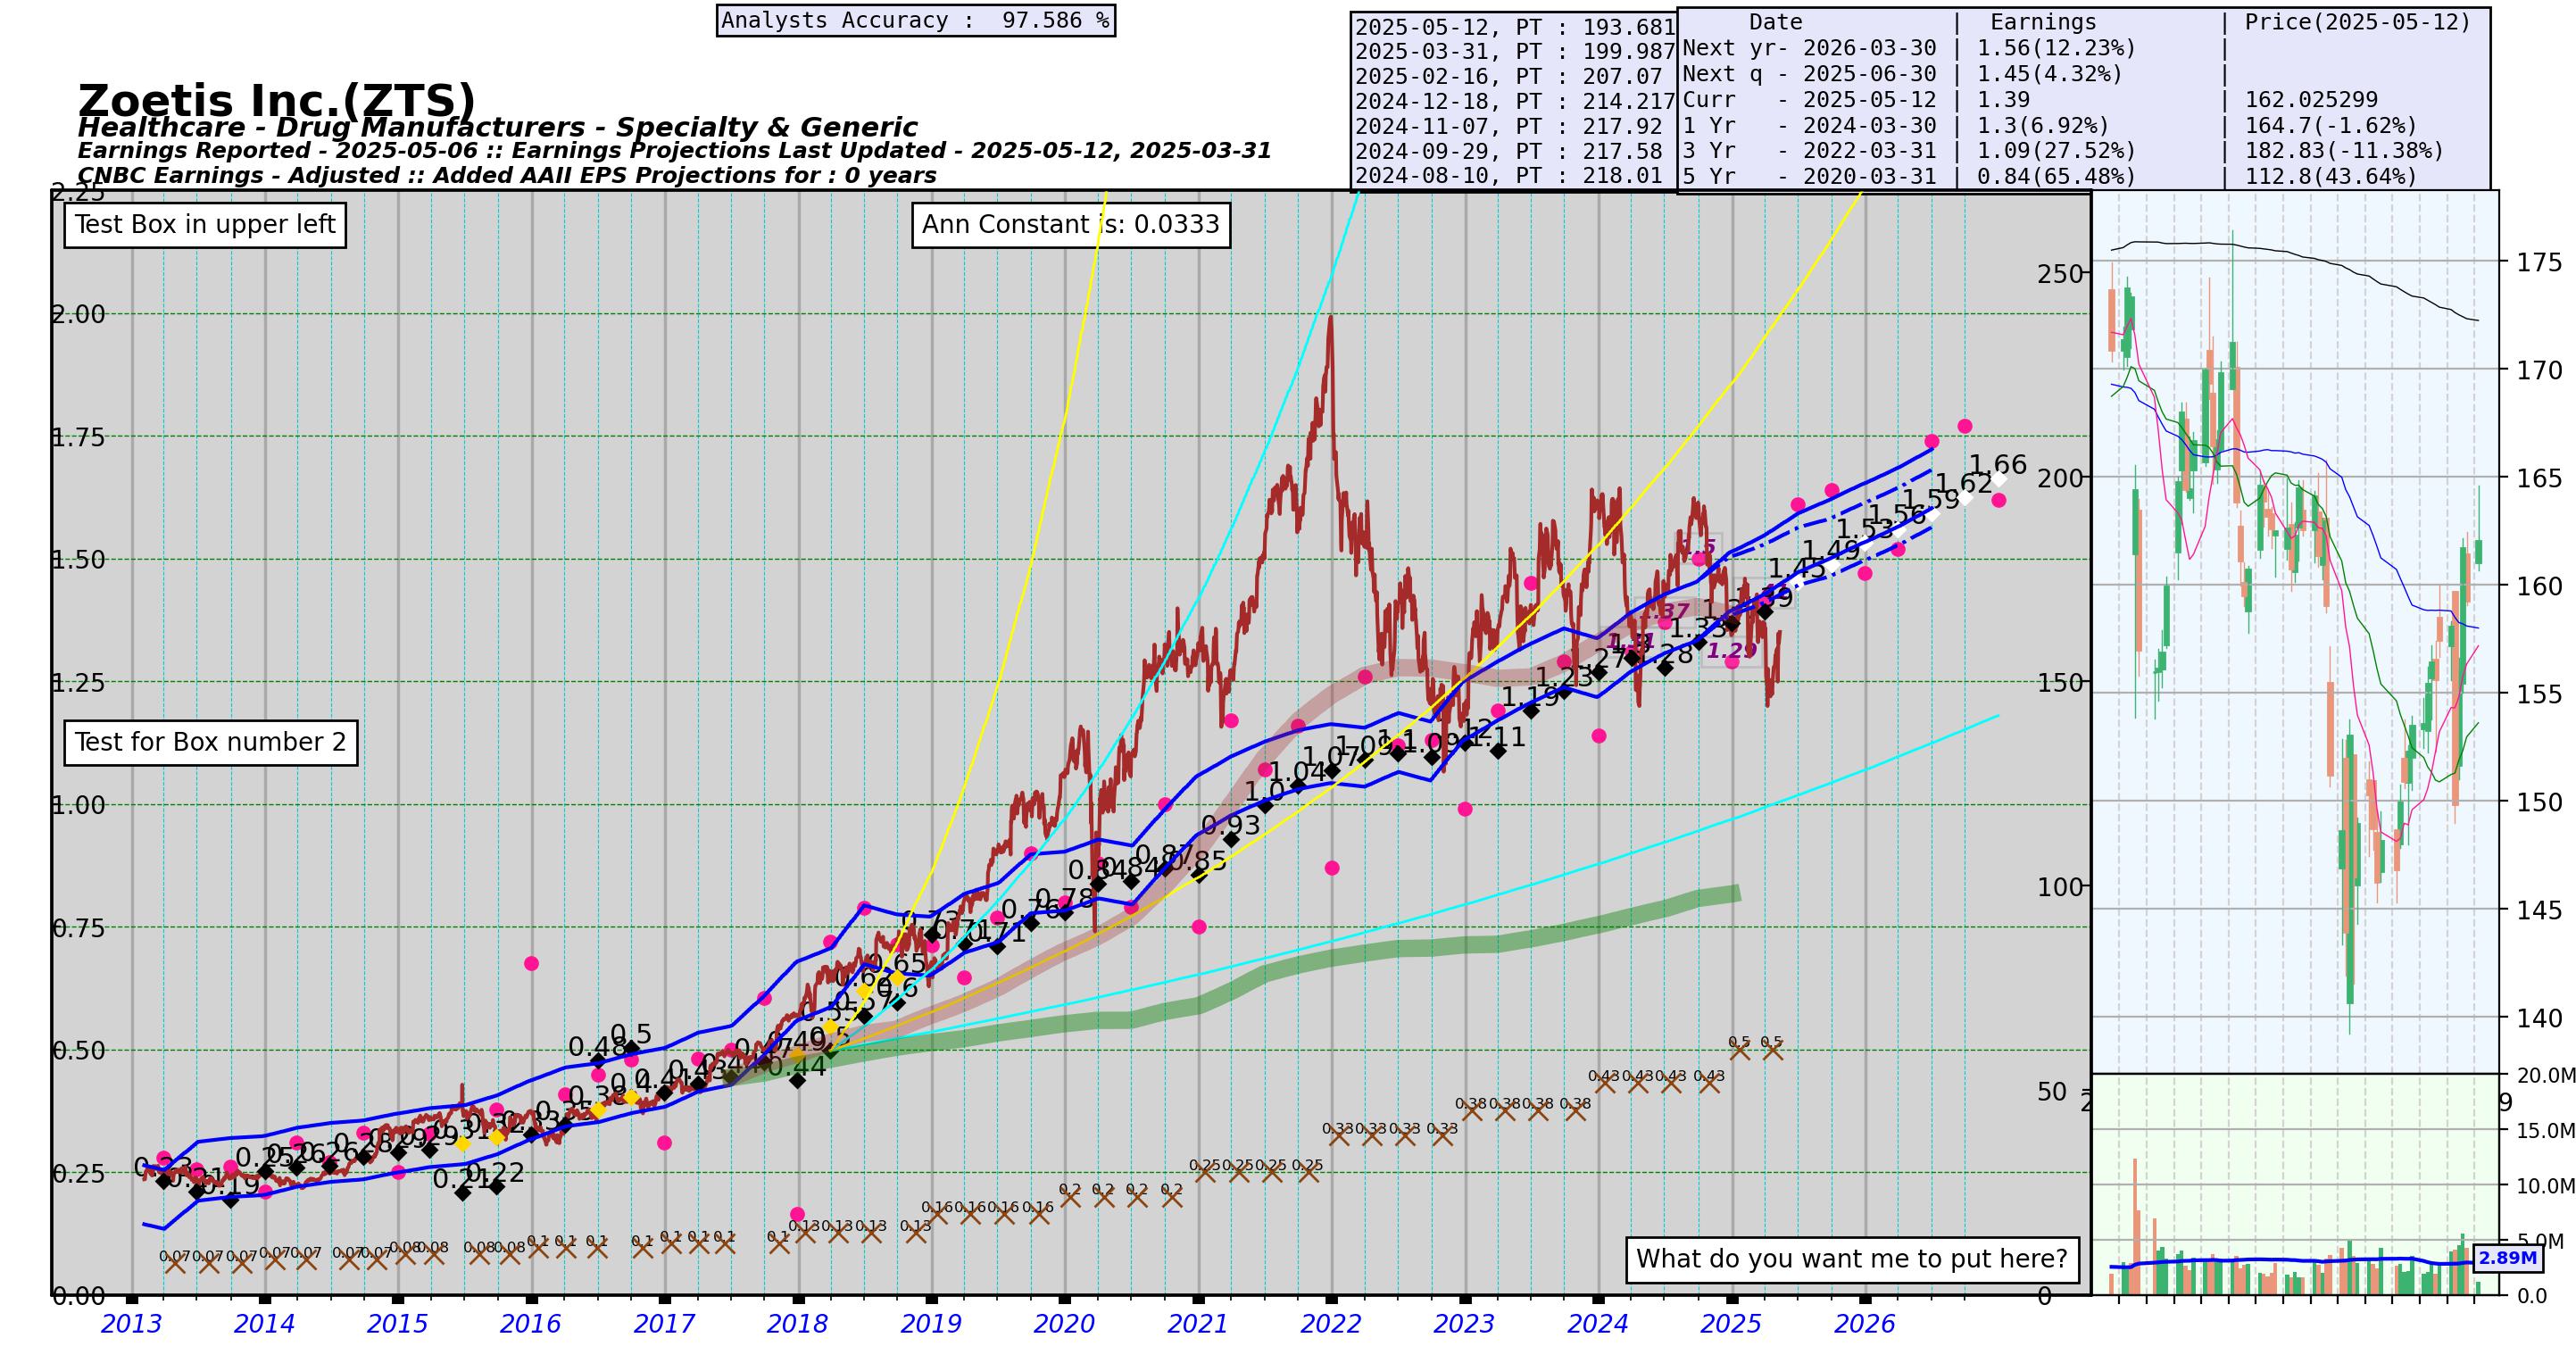 Analysts Accuracy :  97.586 %
2025-05-12, PT : 193.681
2025-03-31, PT : 199.987
2025-02-16, PT : 207.07
2024-12-18, PT : 214.217
2024-11-07, PT : 217.92
2024-09-29, PT : 217.58
2024-08-10, PT : 218.01
Date | Earnings | Price(2025-05-12)
Next yr- 2026-03-30 | 1.56(12.23%) |
Next q - 2025-06-30 | 1.45(4.32%) |
Curr - 2025-05-12 | 1.39 | 162.025299
1 Yr - 2024-03-30 | 1.3(6.92%) | 164.7(-1.62%)
3 Yr - 2022-03-31 | 1.09(27.52%) | 182.83(-11.38%)
5 Yr - 2020-03-31 | 0.84(65.48%) | 112.8(43.64%)
Zoetis Inc.(ZTS)
Healthcare - Drug Manufacturers - Specialty & Generic
Earnings Reported - 2025-05-06 :: Earnings Projections Last Updated - 2025-05-12, 2025-03-31
CNBC Earnings - Adjusted :: Added AAII EPS Projections for : 0 years
Test Box in upper left
Ann Constant is: 0.0333
Test for Box number 2
What do you want me to put here?
2.25
2.00
1.75
1.50
1.25
1.00
0.75
0.50
0.25
0.00
250
200
150
100
50
0
175
170
165
160
155
150
145
140
20.0M
15.0M
10.0M
5.0M
2.89M
0.0
1.66
1.62
1.59
1.56
1.53
1.49
1.45
1.37
1.29
1.33
1.28
1.23
1.19
1.11
1.07
1.04
1.0
0.93
0.85
0.87
0.84
0.78
0.76
0.71
0.73
0.65
0.6
0.44
0.5
0.48
0.22
0.19
0.07 0.07 0.07 0.07 0.07 0.07 0.07 0.08 0.08 0.08 0.08 0.1 0.1 0.1 0.1 0.1 0.1 0.1 0.1
0.13 0.13 0.13 0.13 0.16 0.16 0.16 0.16 0.2 0.2 0.2 0.2
0.25 0.25 0.25 0.25 0.33 0.33 0.33 0.33 0.38 0.38 0.38 0.38
0.43 0.43 0.43 0.43 0.5 0.5
2013 2014 2015 2016 2017 2018 2019 2020 2021 2022 2023 2024 2025 2026